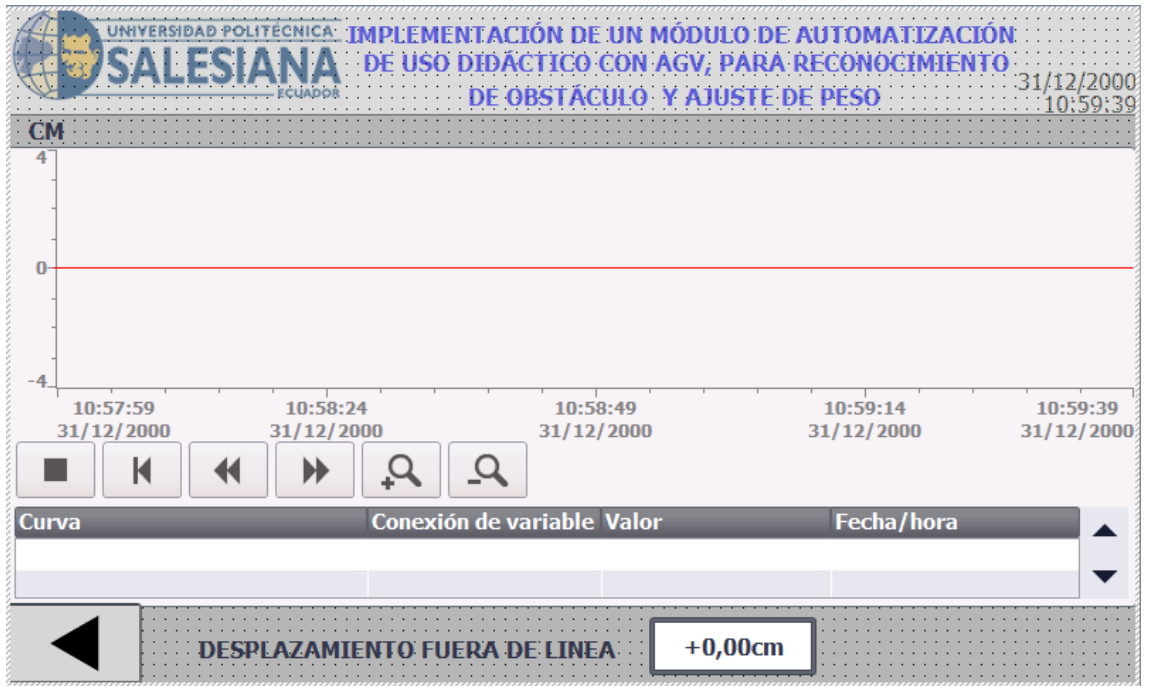 UNIVERSIDAD POLITÉCNICA
SALESIANA
ECUADOR
IMPLEMENTACIÓN DE UN MÓDULO DE AUTOMATIZACIÓN
DE USO DIDÁCTICO CON AGV, PARA RECONOCIMIENTO
DE OBSTÁCULO Y AJUSTE DE PESO
31/12/2000
10:59:39
CM
4
0
-4
10:57:59 10:58:24 10:58:49 10:59:14 10:59:39
31/12/2000 31/12/2000 31/12/2000 31/12/2000 31/12/2000
Curva Conexión de variable Valor Fecha/hora
DESPLAZAMIENTO FUERA DE LINEA +0,00cm